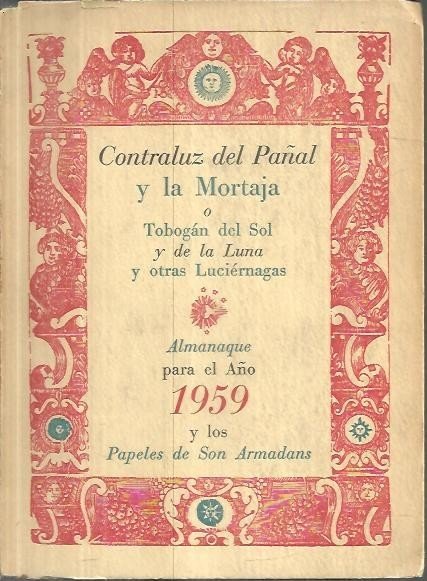 Contraluz del Pañal
y la Mortaja
o
Tobogán del Sol
y de la Luna
y otras Luciérnagas
Almanaque
para el Año
1959
y los
Papeles de Son Armadans